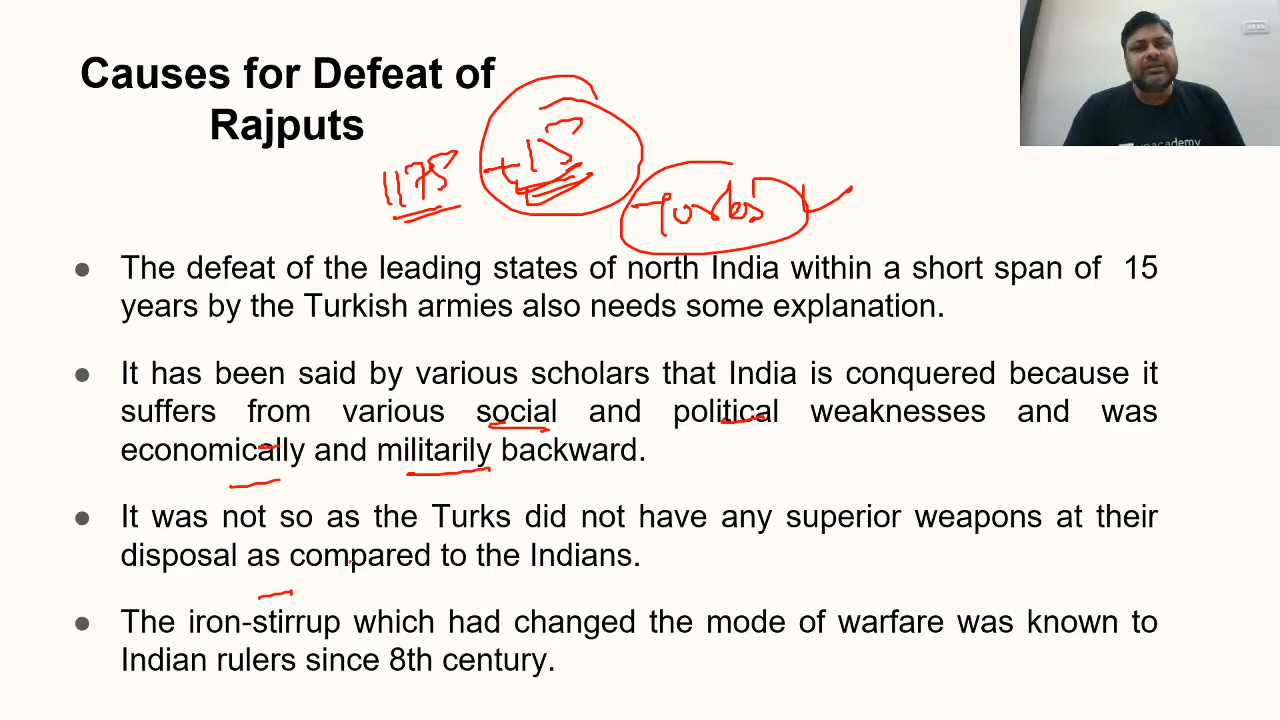 Causes for Defeat of
Rajputs
1175
+15
Turks
unacademy
The defeat of the leading states of north India within a short span of 15
years by the Turkish armies also needs some explanation.
It has been said by various scholars that India is conquered because it
suffers from various social and political weaknesses and was
economically and militarily backward.
It was not so as the Turks did not have any superior weapons at their
disposal as compared to the Indians.
The iron-stirrup which had changed the mode of warfare was known to
Indian rulers since 8th century.